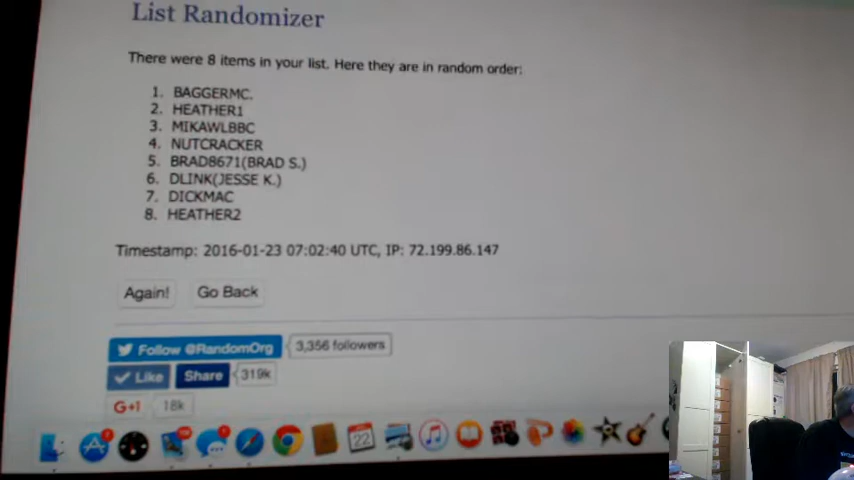 List Randomizer
There were 8 items in your list. Here they are in random order:
1. BAGGERMC.
2. HEATHER1
3. MIKAWLBBC
4. NUTCRACKER
5. BRAD8671(BRAD S.)
6. DLINK(JESSE K.)
7. DICKMAC
8. HEATHER2
Timestamp: 2016-01-23 07:02:40 UTC, IP: 72.199.86.147
Again! Go Back
Follow @RandomOrg 3,356 followers
Like Share 319k
G+1 18k
22